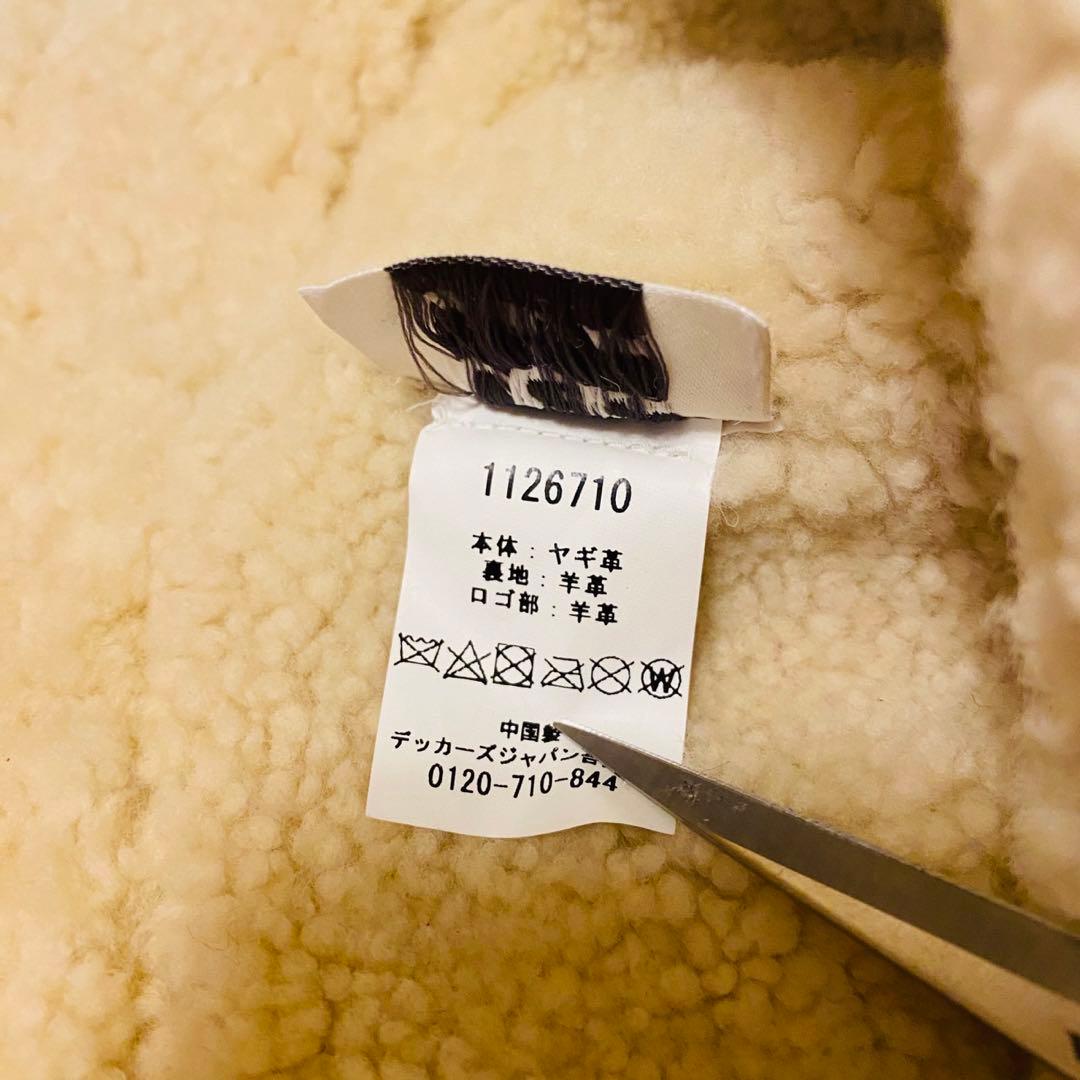 1126710
本体:ヤギ革
裏地:羊革
ロゴ部:羊革
W
中国
デッカーズジャパン
0120-710-844